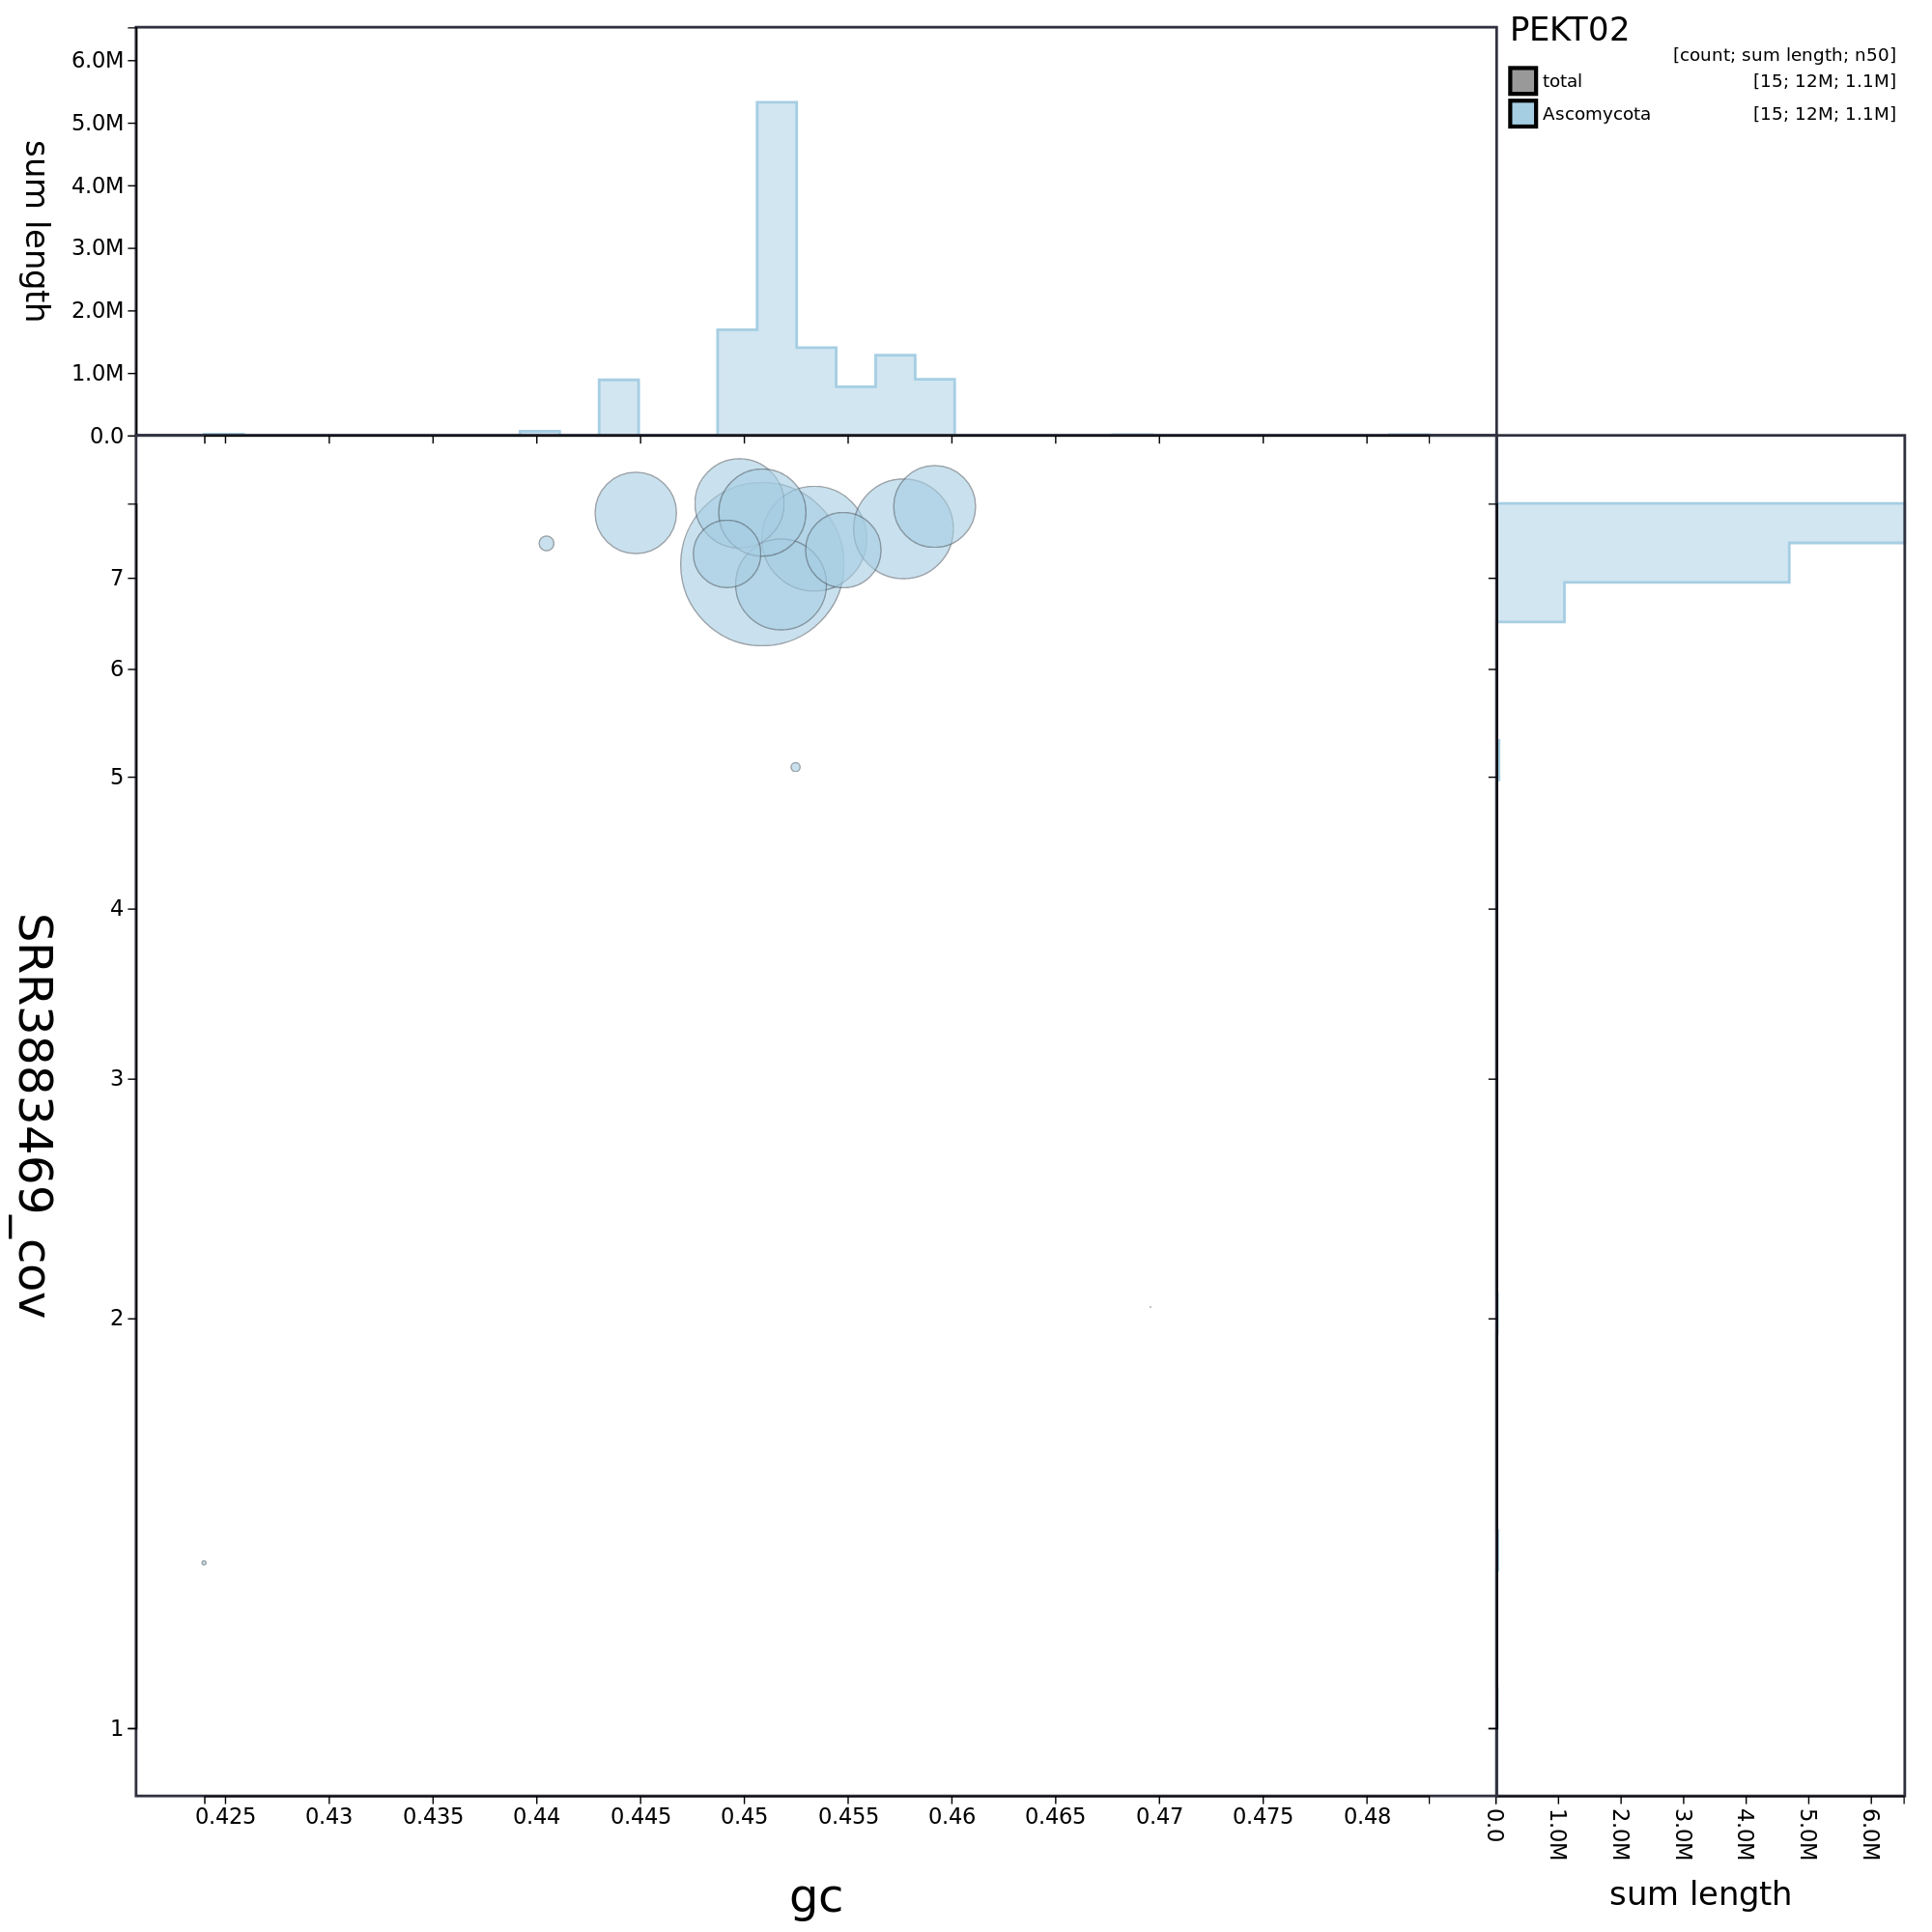 PEKT02
[count; sum length; n50]
total [15; 12M; 1.1M]
Ascomycota [15; 12M; 1.1M]
sum length
6.0M
5.0M
4.0M
3.0M
2.0M
1.0M
0.0
SRR3883469_cov
7
6
5
4
3
2
1
0.425 0.43 0.435 0.44 0.445 0.45 0.455 0.46 0.465 0.47 0.475 0.48
gc
0.0 1.0M 2.0M 3.0M 4.0M 5.0M 6.0M
sum length